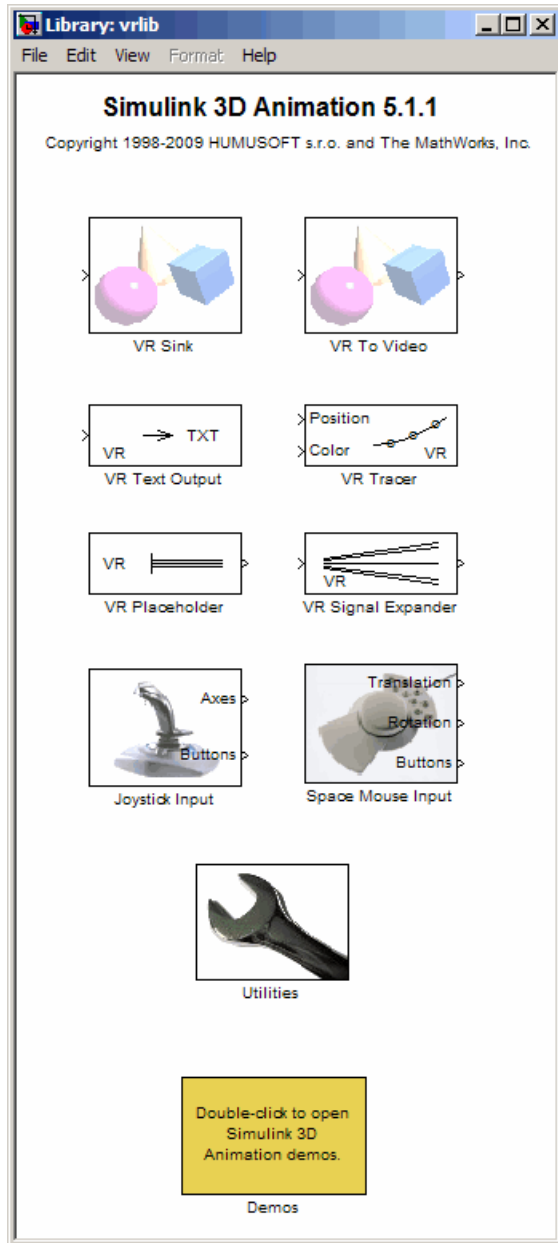 Library: vrlib
File Edit View Format Help
Simulink 3D Animation 5.1.1
Copyright 1998-2009 HUMUSOFT s.r.o. and The MathWorks, Inc.
VR Sink
VR To Video
TXT
VR
VR Text Output
Position
Color
VR
VR Tracer
VR
VR Placeholder
VR
VR Signal Expander
Axes
Buttons
Joystick Input
Translation
Rotation
Buttons
Space Mouse Input
Utilities
Double-click to open
Simulink 3D
Animation demos.
Demos